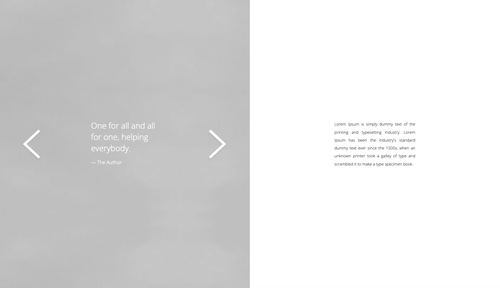 One for all and all
for one, helping
everybody.
— The Author
Lorem Ipsum is simply dummy text of the
printing and typesetting industry. Lorem
Ipsum has been the industry's standard
dummy text ever since the 1500s, when an
unknown printer took a galley of type and
scrambled it to make a type specimen book.